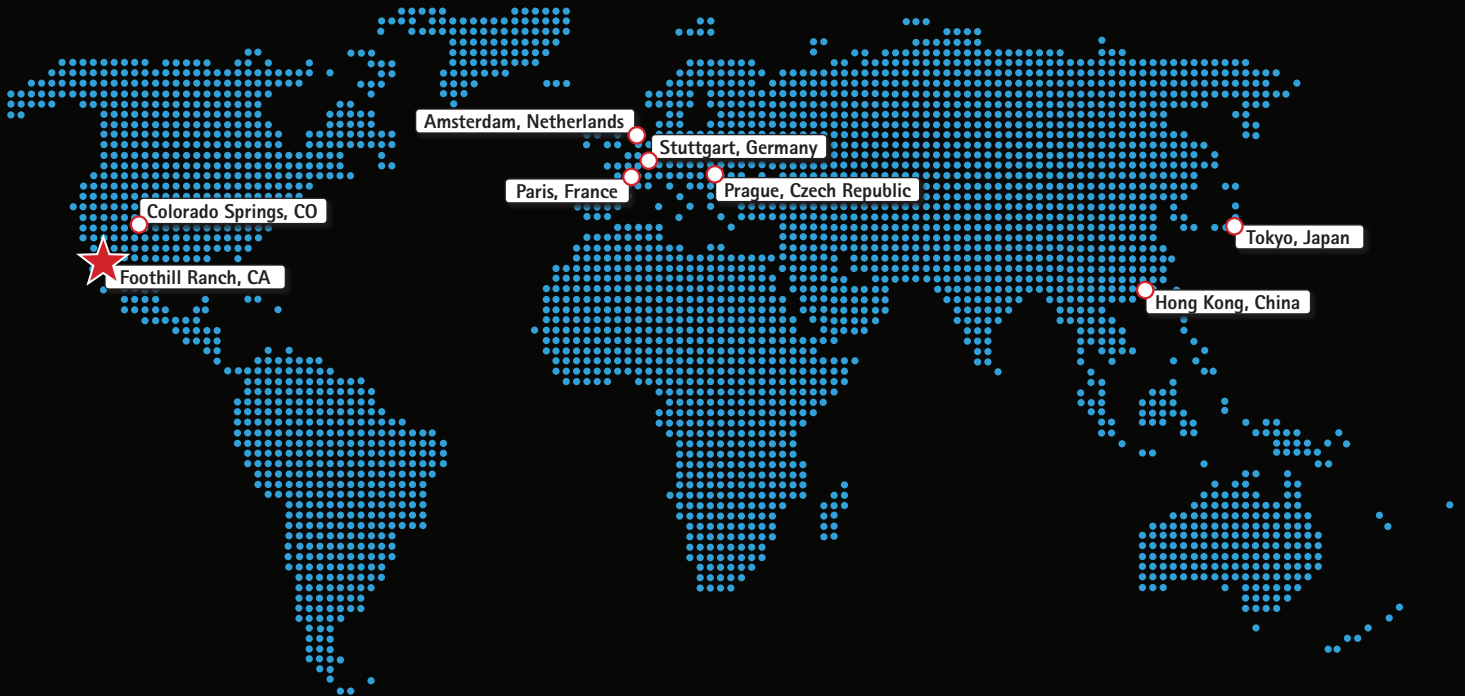 Amsterdam, Netherlands
Stuttgart, Germany
Paris, France
Prague, Czech Republic
Colorado Springs, CO
Tokyo, Japan
Foothill Ranch, CA
Hong Kong, China